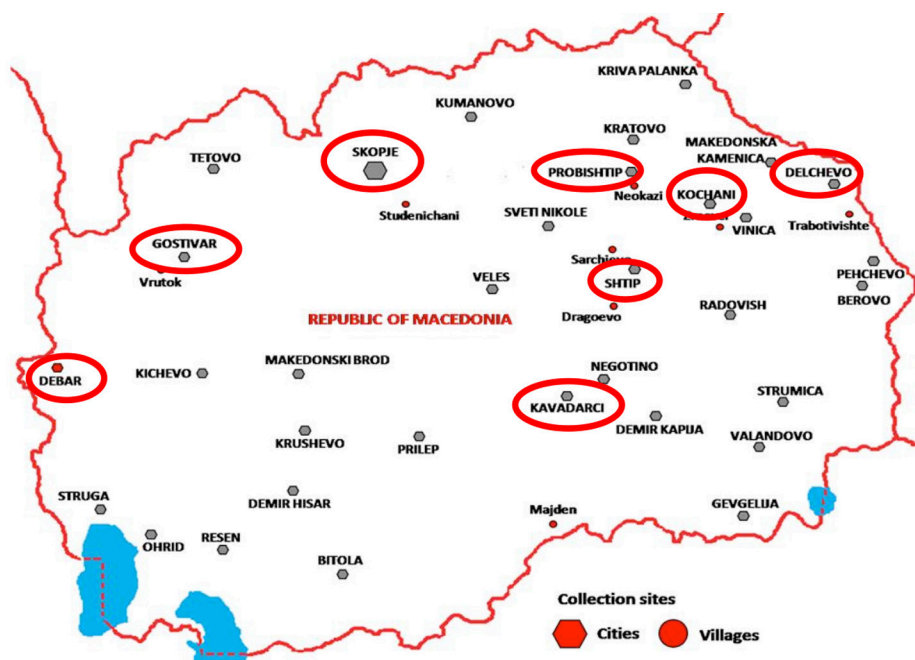 KRIVA PALANKA
KUMANOVO
KRATOVO
MAKEDONSKA
KAMENICA
SKOPJE
TETOVO
PROBISHTIP
DELCHEVO
Neokazi
KOCHANI
Studenichani
SVETI NIKOLE
VINICA
Trabotivishte
GOSTIVAR
Vrutok
Sarchievo
VELES
SHTIP
PEHCHEVO
BEROVO
REPUBLIC OF MACEDONIA
Dragoevo
RADOVISH
DEBAR
KICHEVO
MAKEDONSKI BROD
NEGOTINO
KAVADARCI
STRUMICA
DEMIR KAPIJA
KRUSHEVO
PRILEP
VALANDOVO
STRUGA
DEMIR HISAR
Majden
GEVGELIJA
OHRID
RESEN
BITOLA
Collection sites
Cities
Villages